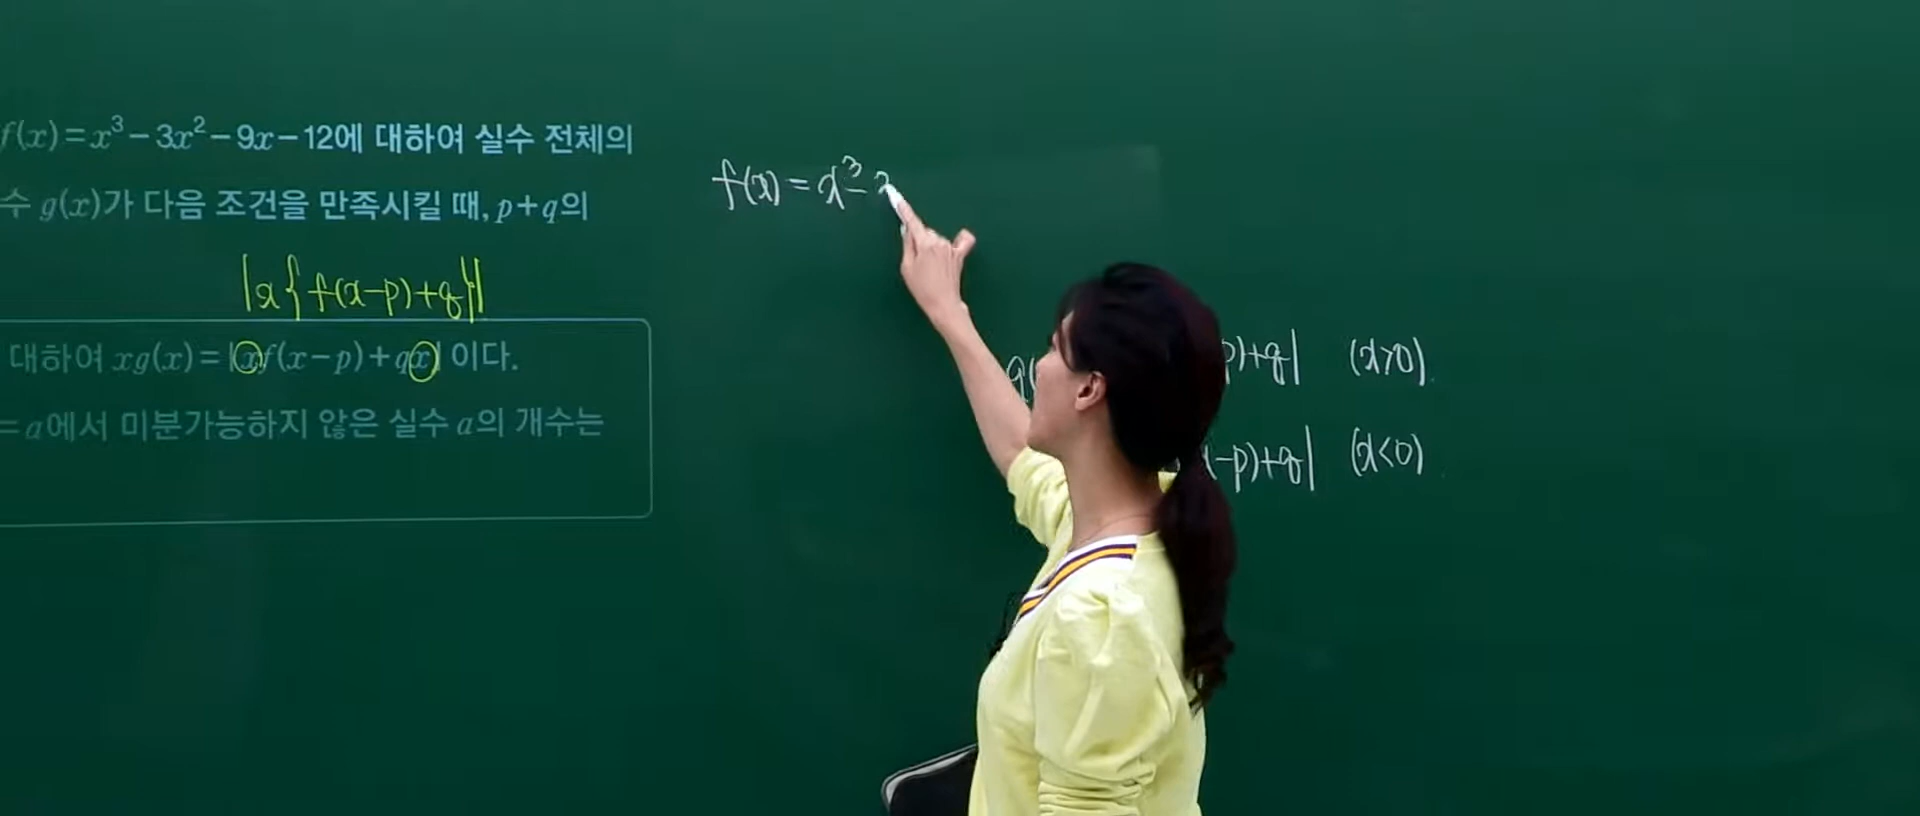 f(x)=x³-3x²-9x-12에 대하여 실수 전체의
수 g(x)가 다음 조건을 만족시킬 때, p+q의
|x{f(x-p)+q}|
대하여 xg(x)=|xf(x-p)+qx| 이다.
=a에서 미분가능하지 않은 실수 a의 개수는
f(x)=x³-
p)+q| (x>0)
x-p)+q| (x<0)